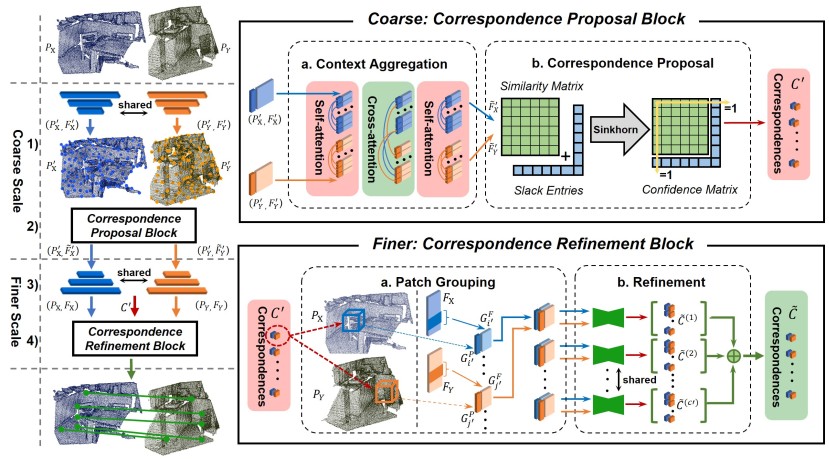 P_X
P_Y
Coarse Scale
Finer Scale
1)
shared
(P'_X, F'_X)
(P'_Y, F'_Y)
P'_X
P'_Y
2)
Correspondence
Proposal Block
(P'_X, F̃'_X)
(P'_Y, F̃'_Y)
3)
shared
(P_X, F_X)
C'
(P_Y, F_Y)
4)
Correspondence
Refinement Block
Coarse: Correspondence Proposal Block
a. Context Aggregation
(P'_X, F'_X)
(P'_Y, F'_Y)
Self-attention
Cross-attention
Self-attention
F̃'_X
F̃'_Y
b. Correspondence Proposal
Similarity Matrix
+
Slack Entries
Sinkhorn
=1
=1
Confidence Matrix
C'
Correspondences
Finer: Correspondence Refinement Block
C'
Correspondences
a. Patch Grouping
P_X
P_Y
F_X
F_Y
G^F_{i'}
G^P_{i'}
G^F_{j'}
G^P_{j'}
b. Refinement
shared
C̃^{(1)}
C̃^{(2)}
C̃^{(c')}
C̃
Correspondences